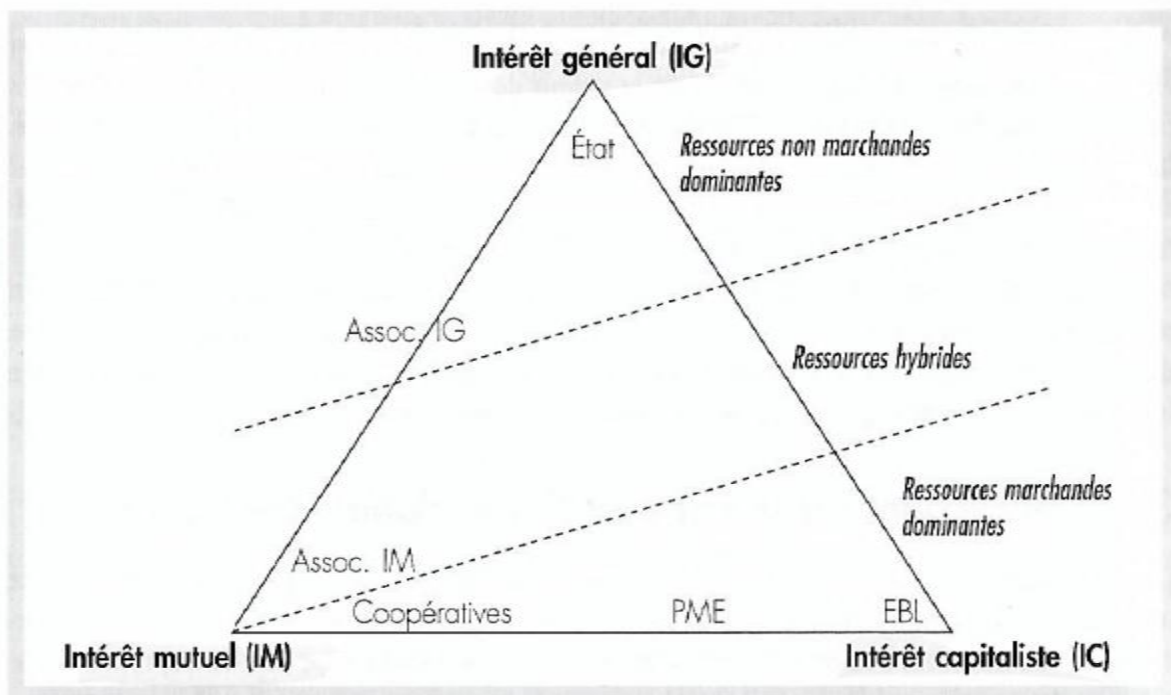 Intérêt général (IG)
État
Ressources non marchandes
dominantes
Assoc. IG
Ressources hybrides
Ressources marchandes
dominantes
Assoc. IM
Coopératives PME EBL
Intérêt mutuel (IM) Intérêt capitaliste (IC)